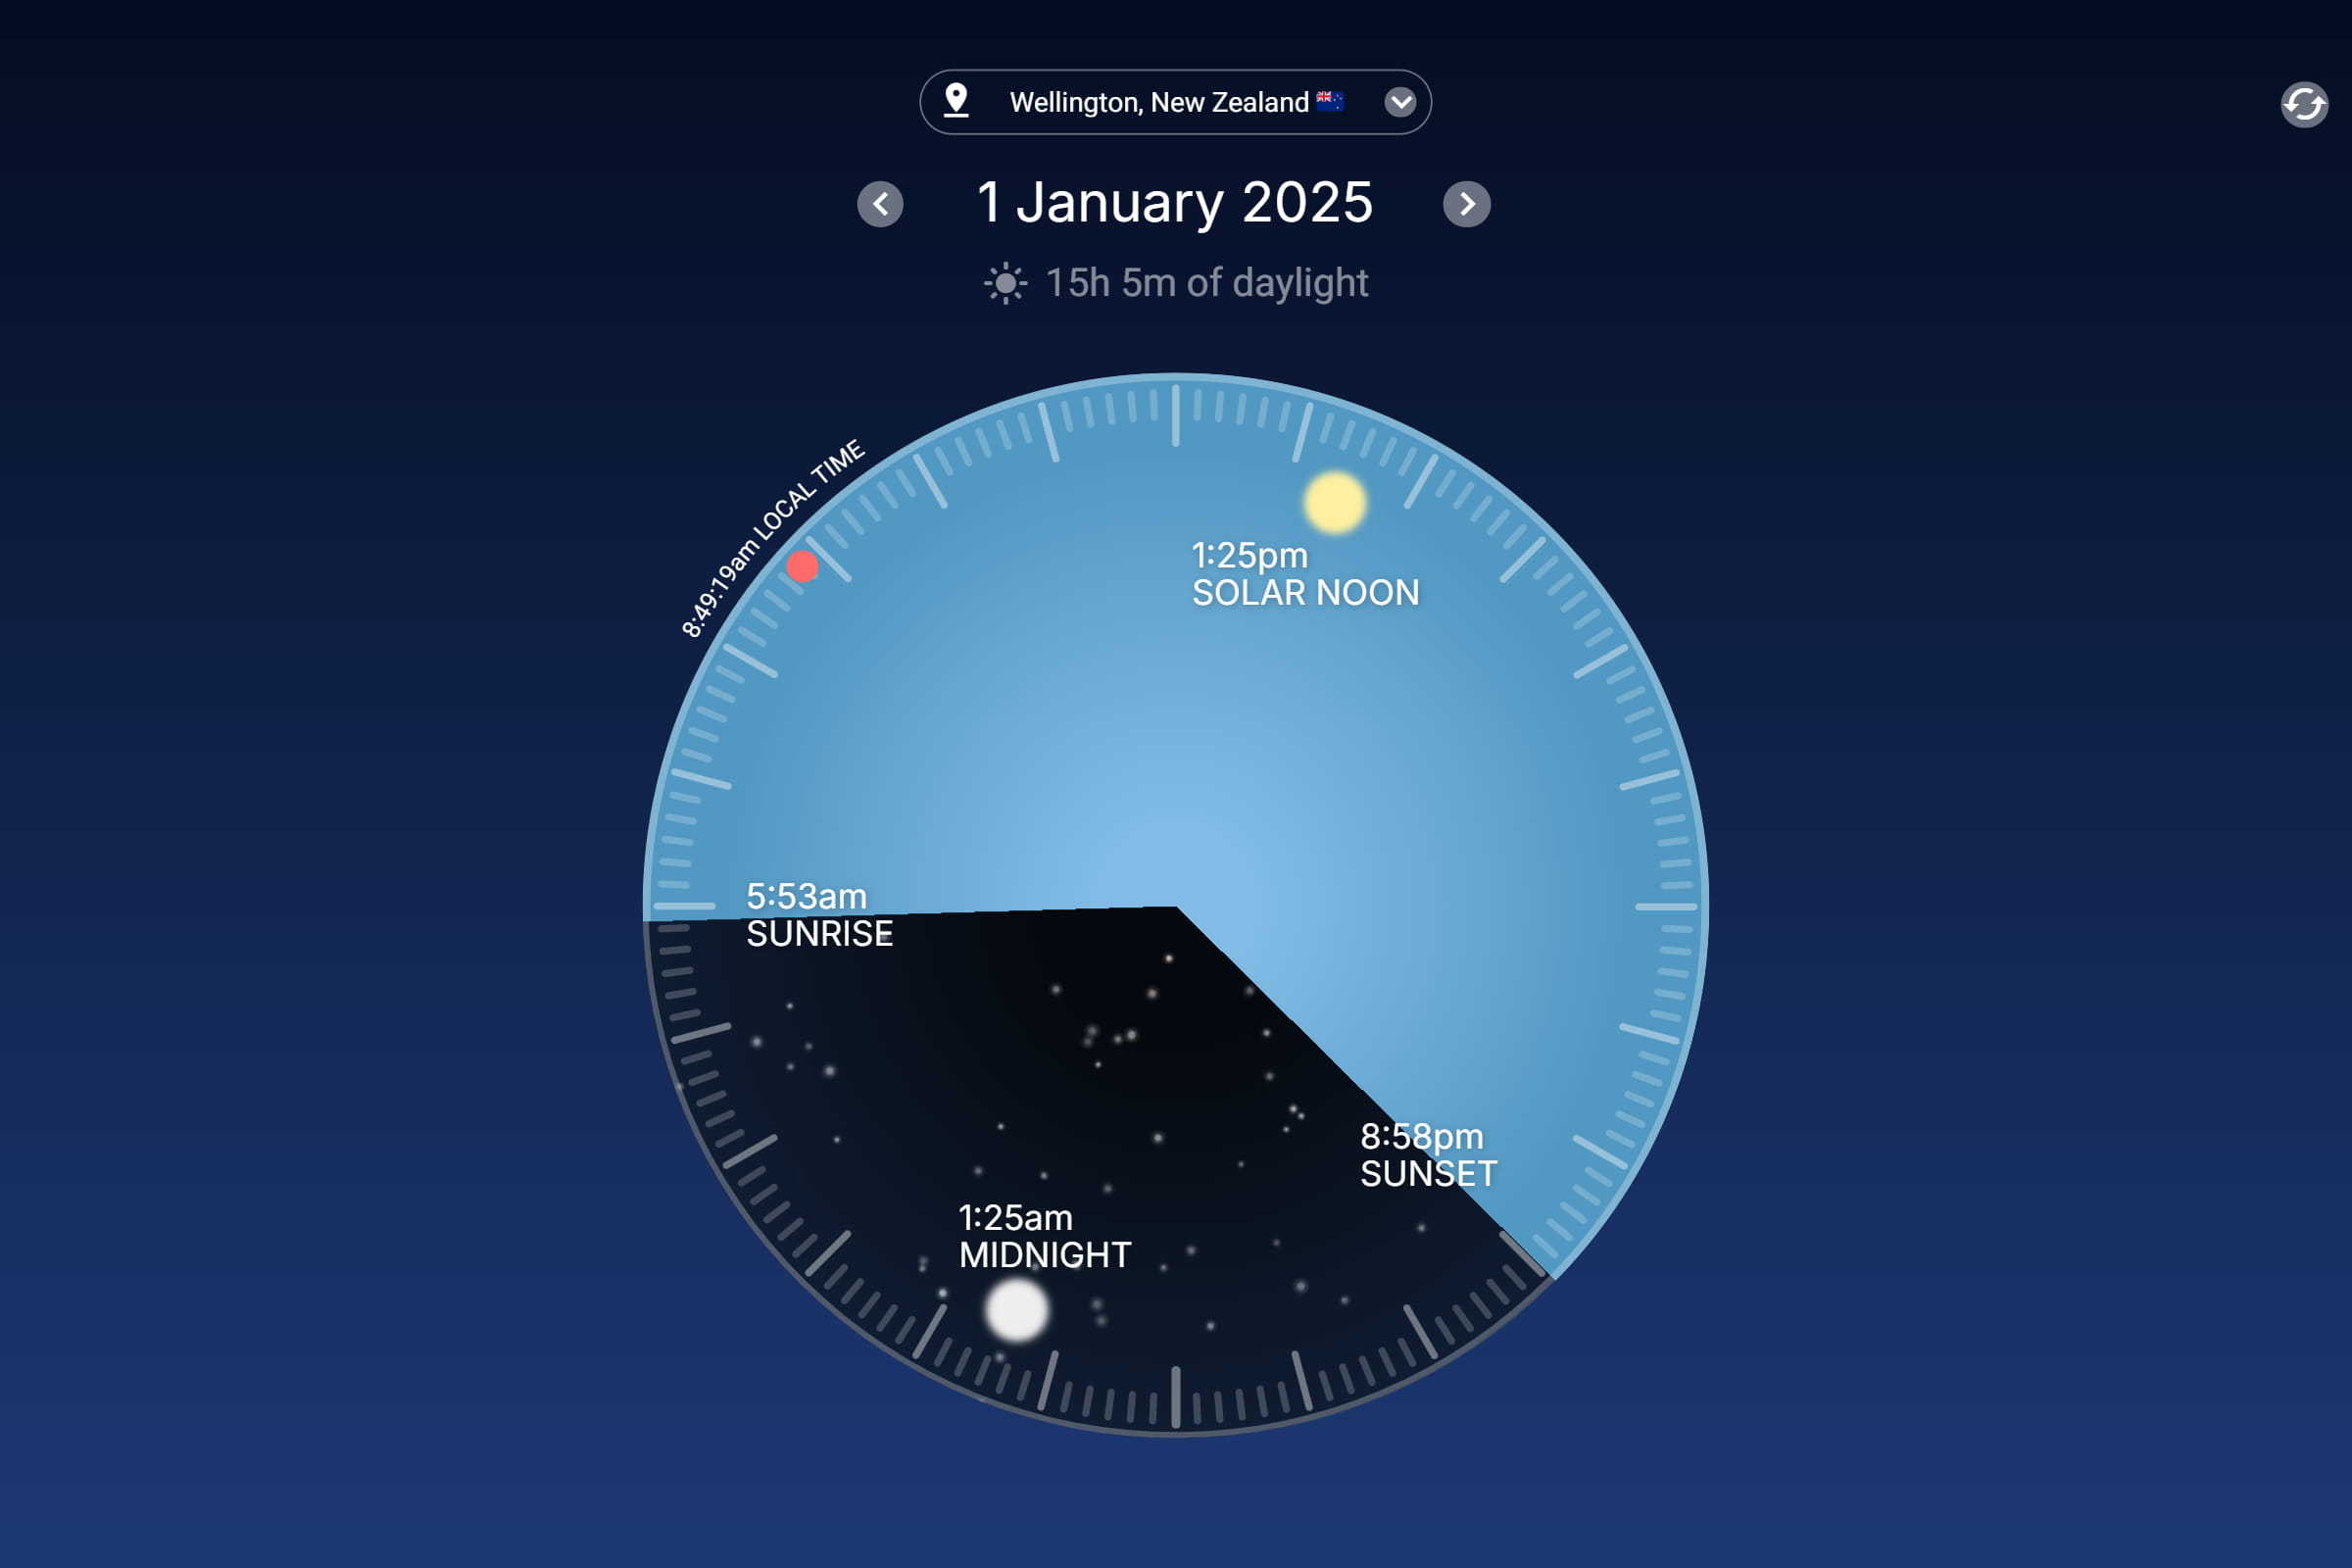 Wellington, New Zealand 🇳🇿
1 January 2025
15h 5m of daylight
8:49:19am LOCAL TIME
1:25pm
SOLAR NOON
5:53am
SUNRISE
8:58pm
SUNSET
1:25am
MIDNIGHT